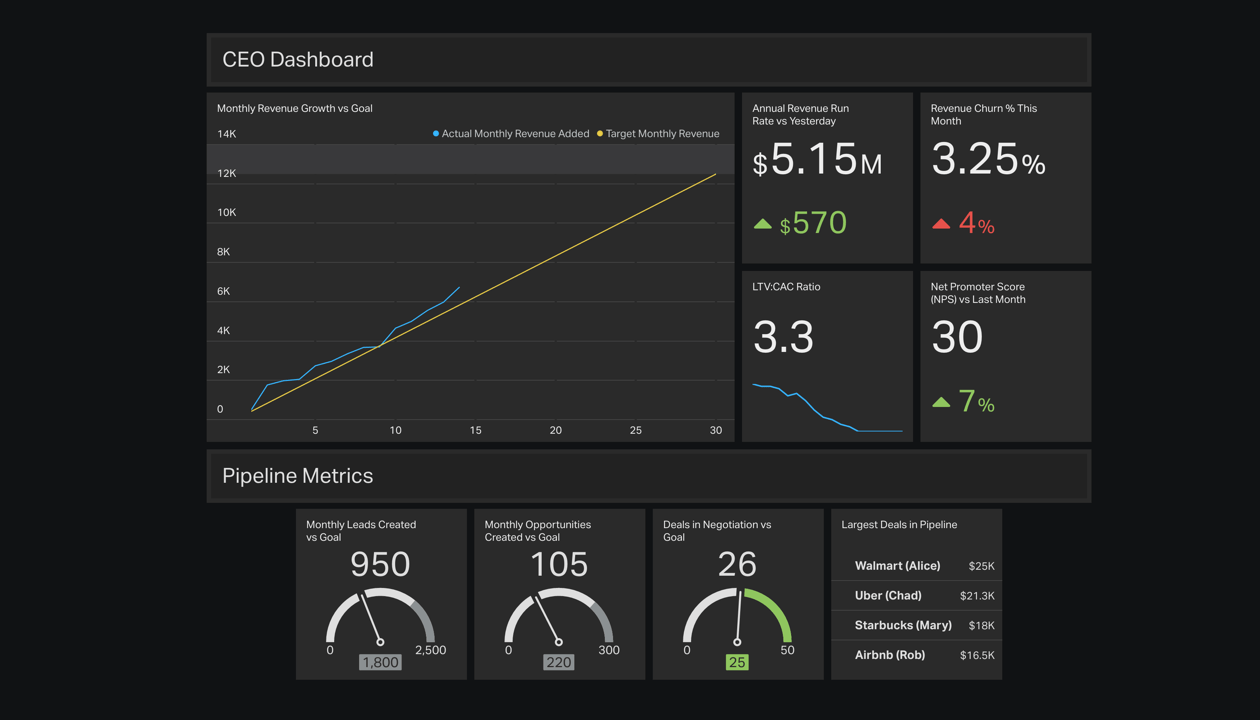 CEO Dashboard
Monthly Revenue Growth vs Goal
Actual Monthly Revenue Added
Target Monthly Revenue
14K
12K
10K
8K
6K
4K
2K
0
5
10
15
20
25
30
Annual Revenue Run
Rate vs Yesterday
$5.15M
$570
Revenue Churn % This
Month
3.25%
4%
LTV:CAC Ratio
3.3
Net Promoter Score
(NPS) vs Last Month
30
7%
Pipeline Metrics
Monthly Leads Created
vs Goal
950
0
2,500
1,800
Monthly Opportunities
Created vs Goal
105
0
300
220
Deals in Negotiation vs
Goal
26
0
50
25
Largest Deals in Pipeline
Walmart (Alice) $25K
Uber (Chad) $21.3K
Starbucks (Mary) $18K
Airbnb (Rob) $16.5K